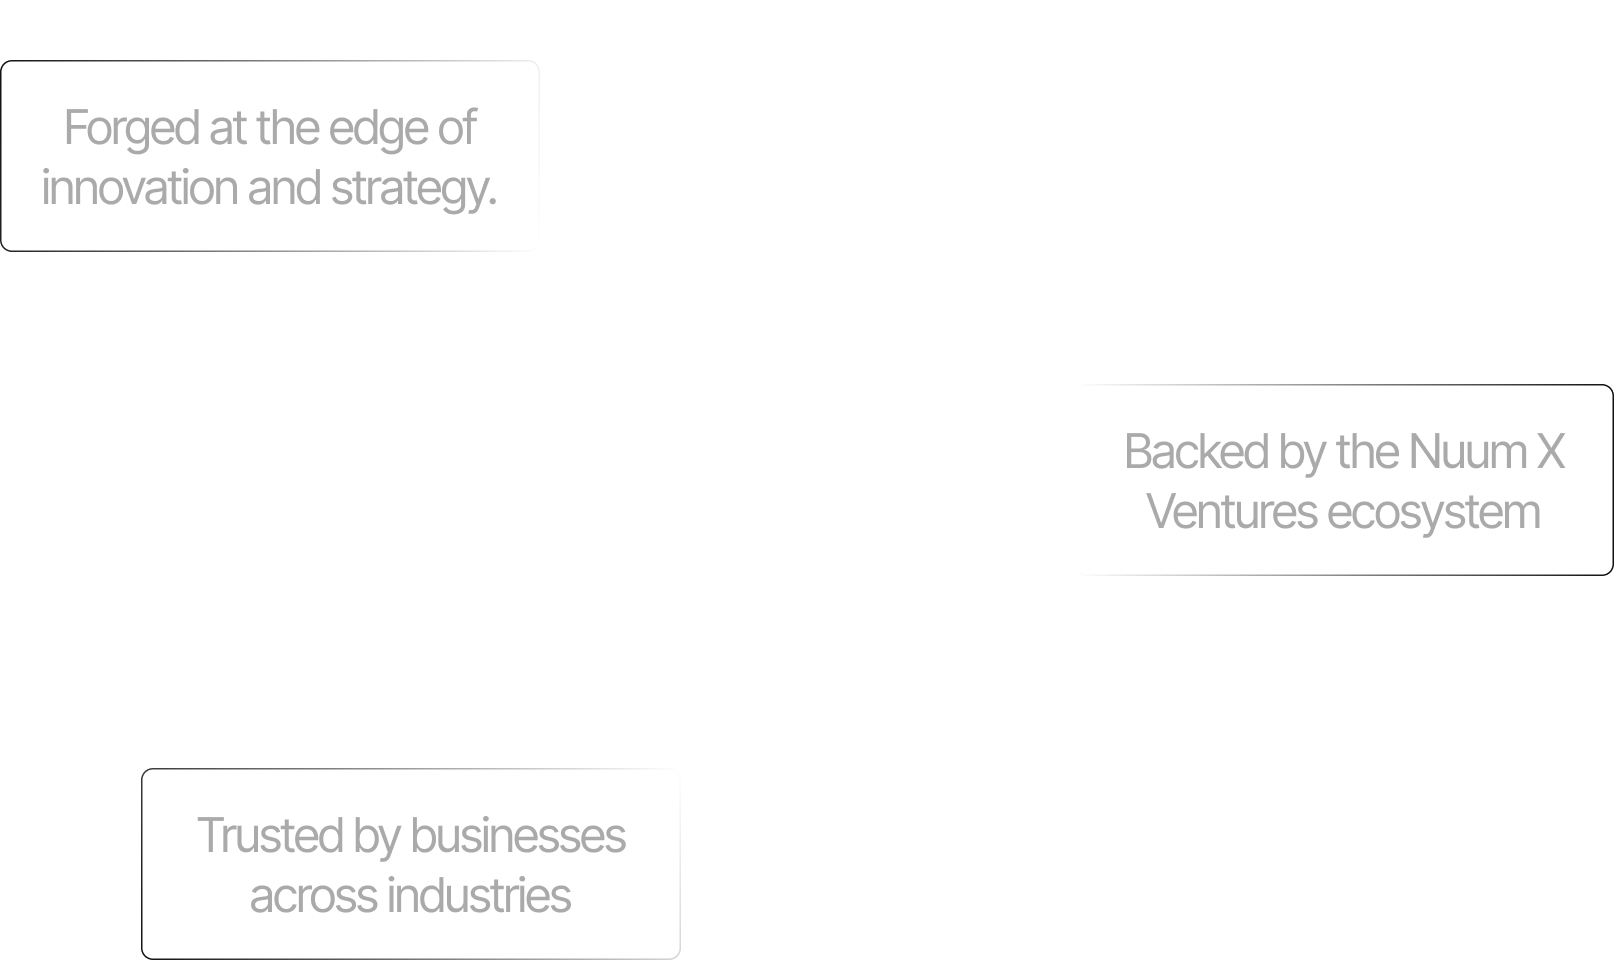 Forged at the edge of
innovation and strategy.
Backed by the Nuum X
Ventures ecosystem
Trusted by businesses
across industries